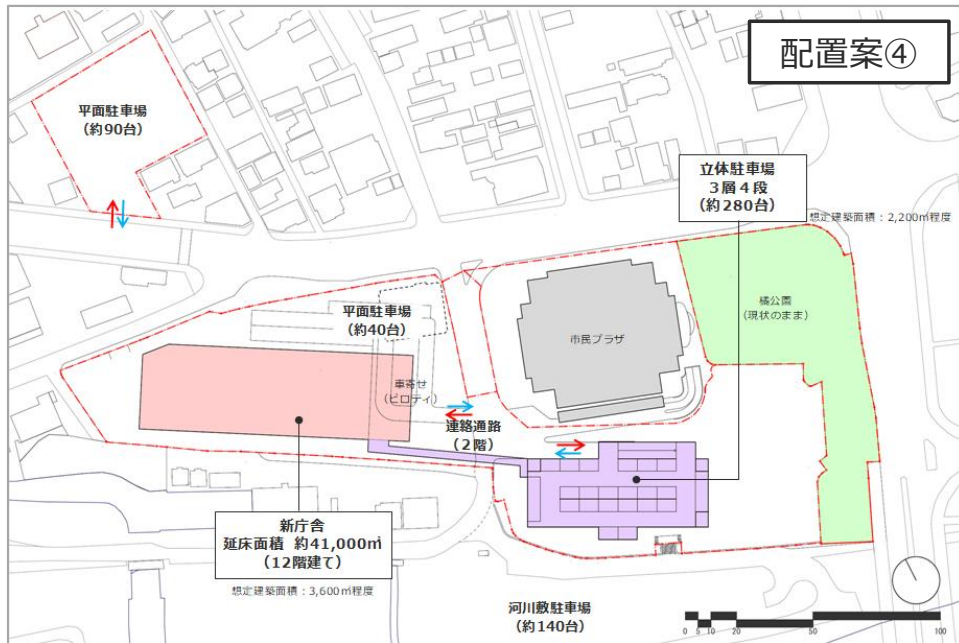 配置案④
平面駐車場
(約90台)
立体駐車場
3層4段
(約280台)
想定建築面積：2,200㎡程度
橘公園
(現状のまま)
平面駐車場
(約40台)
市民プラザ
車寄せ
(ピロティ)
連絡通路
(2階)
新庁舎
延床面積 約41,000㎡
(12階建て)
想定建築面積：3,600㎡程度
河川敷駐車場
(約140台)
0 5 10 20 50 100